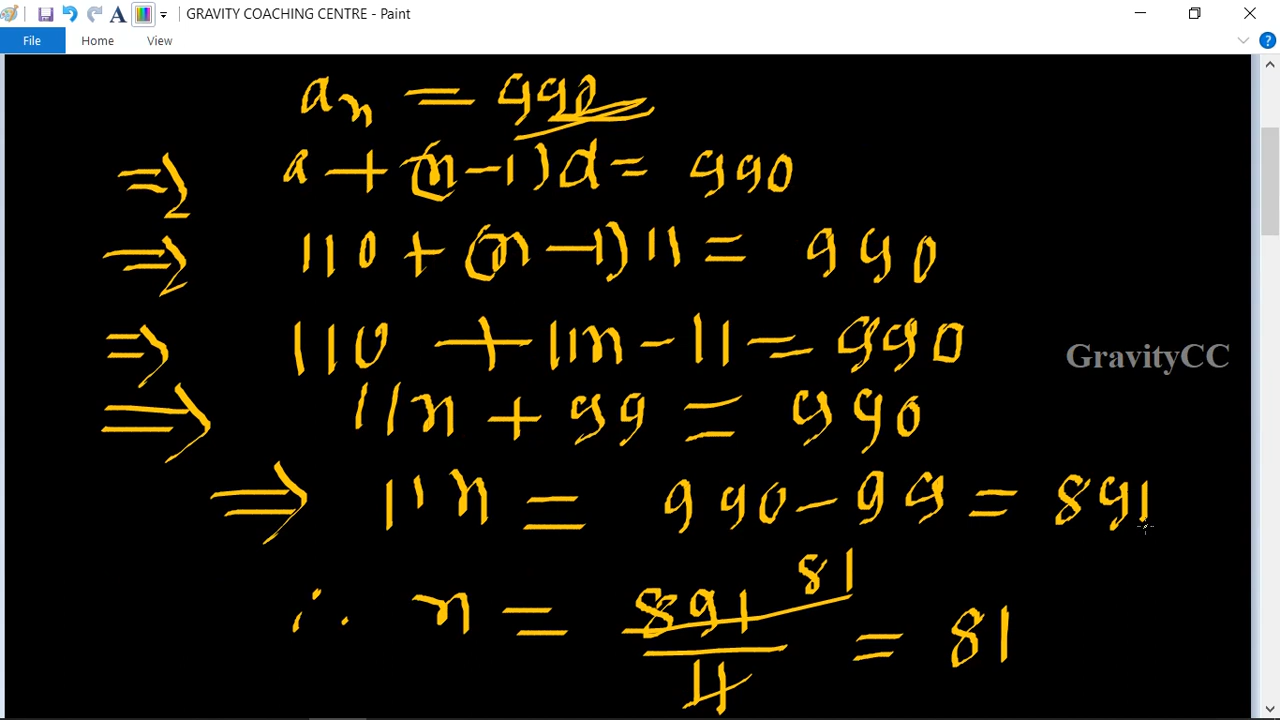 GRAVITY COACHING CENTRE - Paint
File Home View
aₙ = 990
⇒ a + (n - 1) d = 990
⇒ 110 + (n - 1) 11 = 990
⇒ 110 + 11n - 11 = 990
GravityCC
⇒ 11n + 99 = 990
⇒ 11n = 990 - 99 = 891
81
∴ n = 891/11 = 81